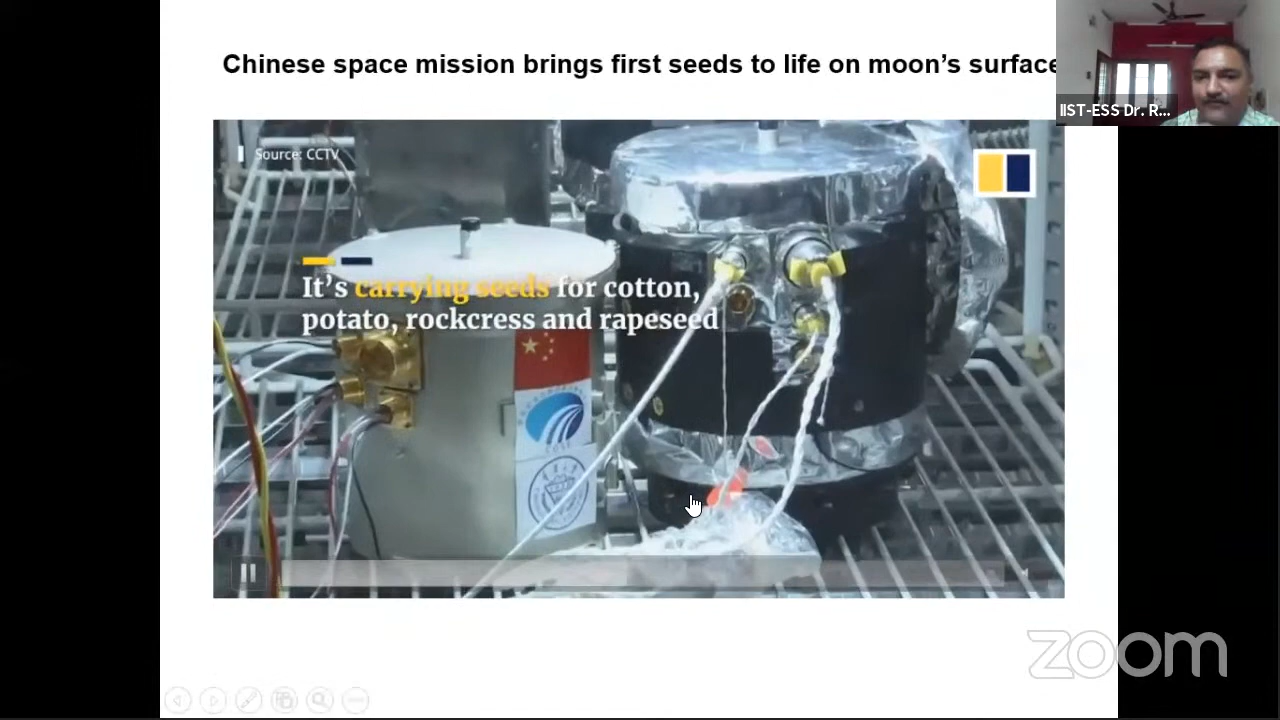 Chinese space mission brings first seeds to life on moon's surface
IIST-ESS Dr. R...
Source: CCTV
It's carrying seeds for cotton,
potato, rockcress and rapeseed
zoom